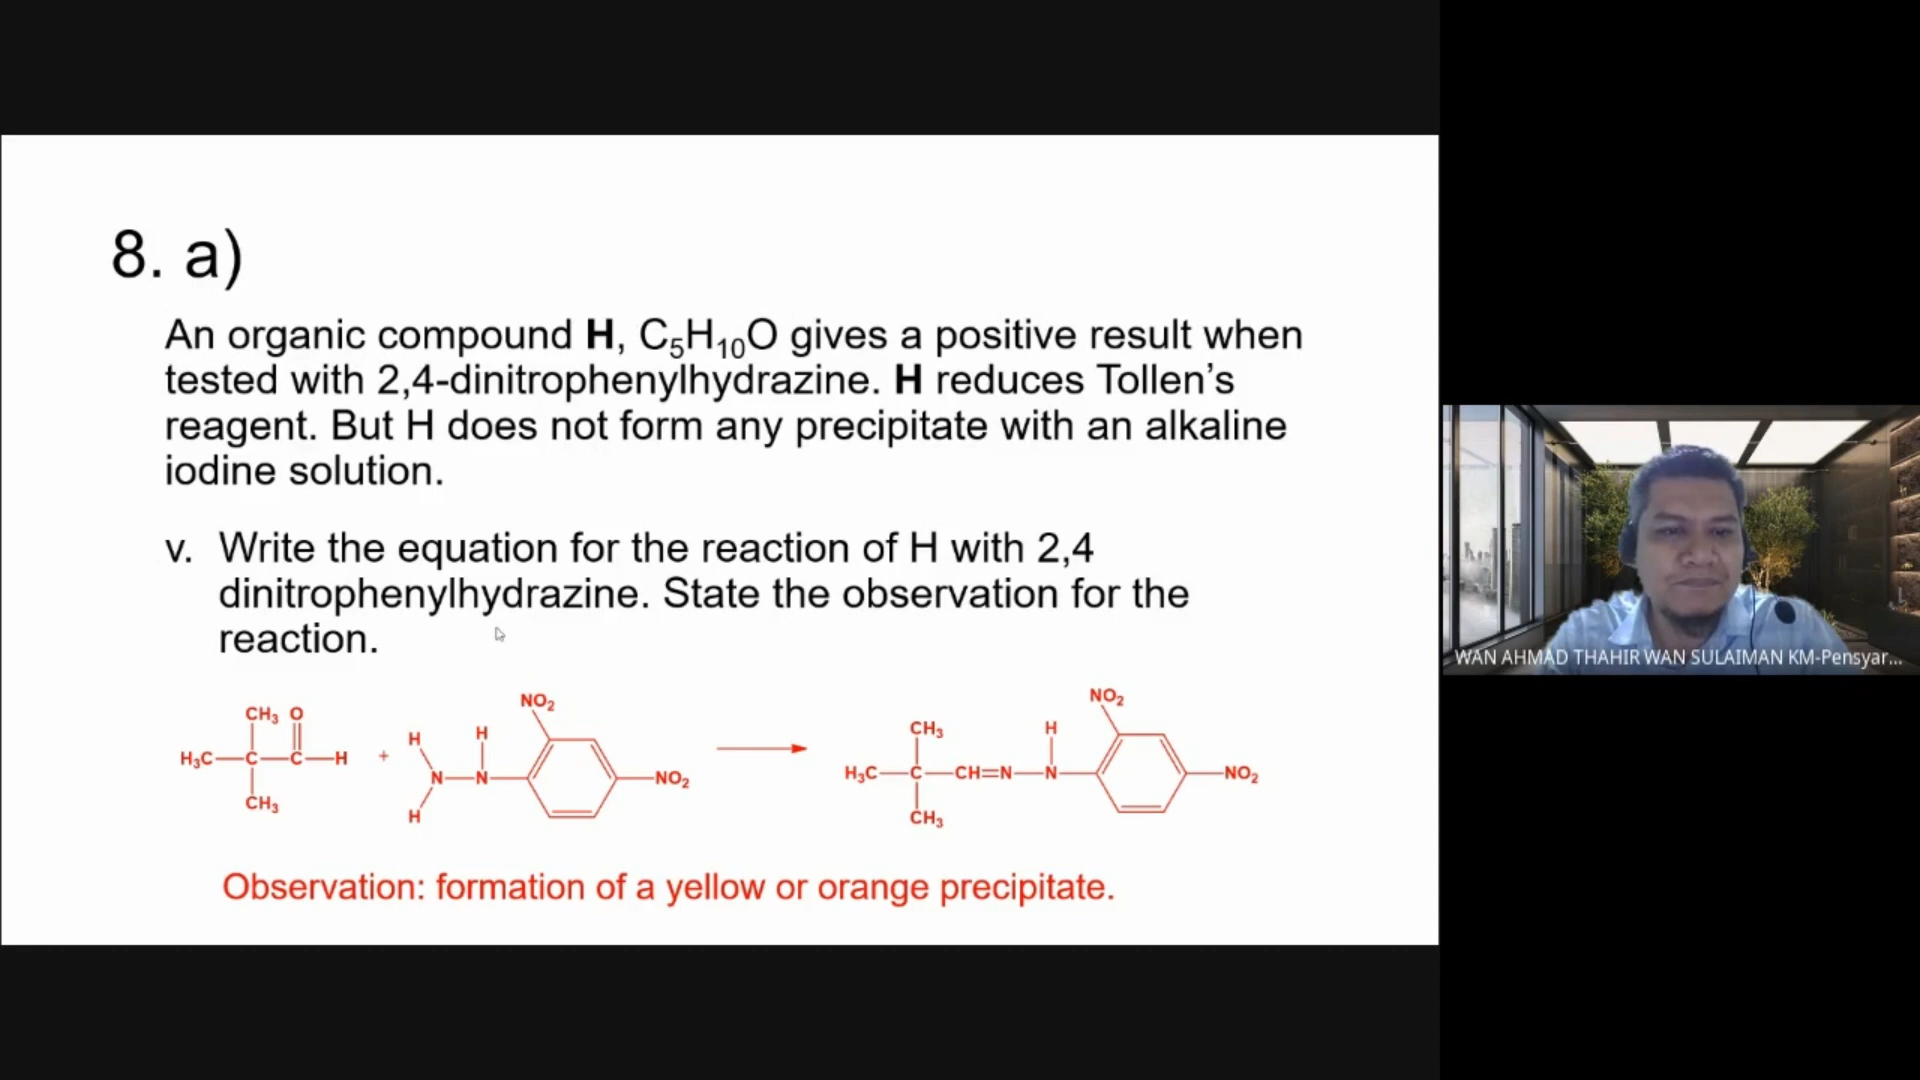 8. a)
An organic compound H, C₅H₁₀O gives a positive result when
tested with 2,4-dinitrophenylhydrazine. H reduces Tollen's
reagent. But H does not form any precipitate with an alkaline
iodine solution.
v. Write the equation for the reaction of H with 2,4
dinitrophenylhydrazine. State the observation for the
reaction.
CH₃ O
H₃C—C—C—H
CH₃
+
H H NO₂
N—N NO₂
H
CH₃ H NO₂
H₃C—C—CH=N—N NO₂
CH₃
Observation: formation of a yellow or orange precipitate.
WAN AHMAD THAHIR WAN SULAIMAN KM-Pensyar...